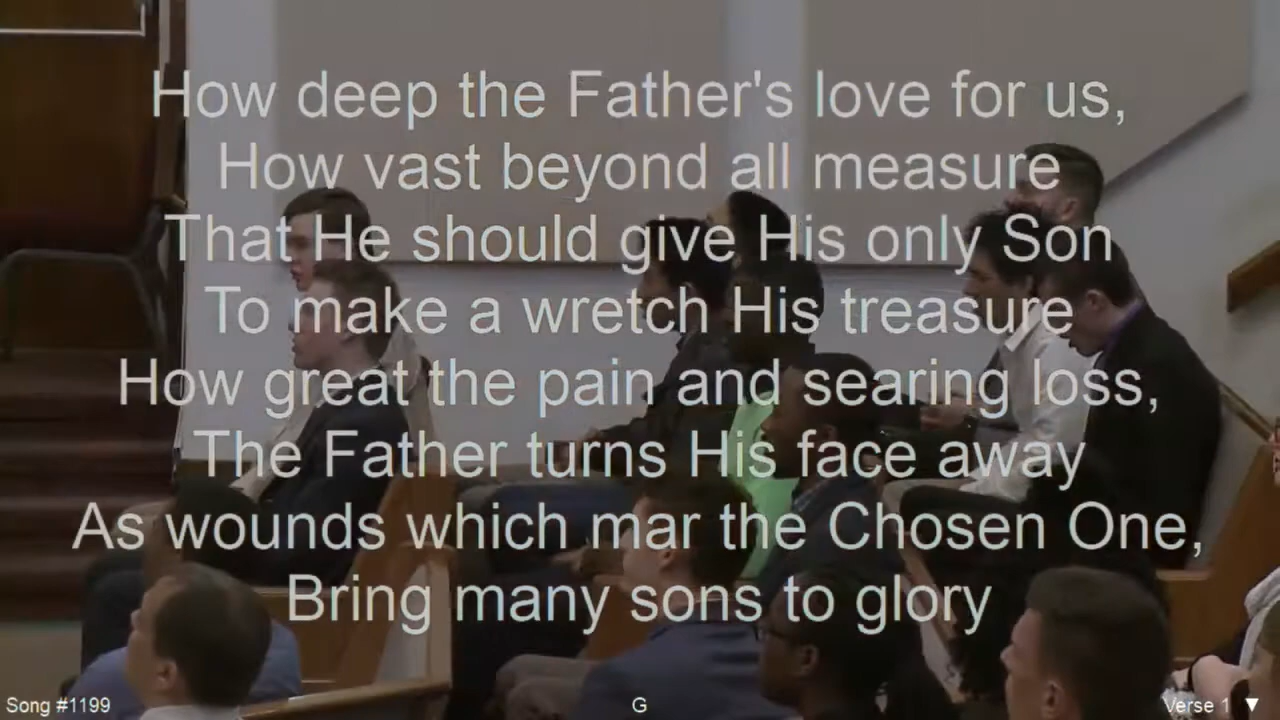 How deep the Father's love for us,
How vast beyond all measure
That He should give His only Son
To make a wretch His treasure
How great the pain and searing loss,
The Father turns His face away
As wounds which mar the Chosen One,
Bring many sons to glory
Song #1199
G
Verse 1 ▼